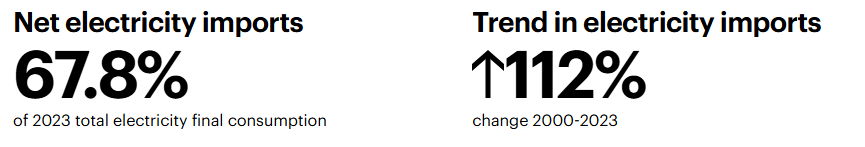 Net electricity imports
67.8%
of 2023 total electricity final consumption
Trend in electricity imports
↑112%
change 2000-2023